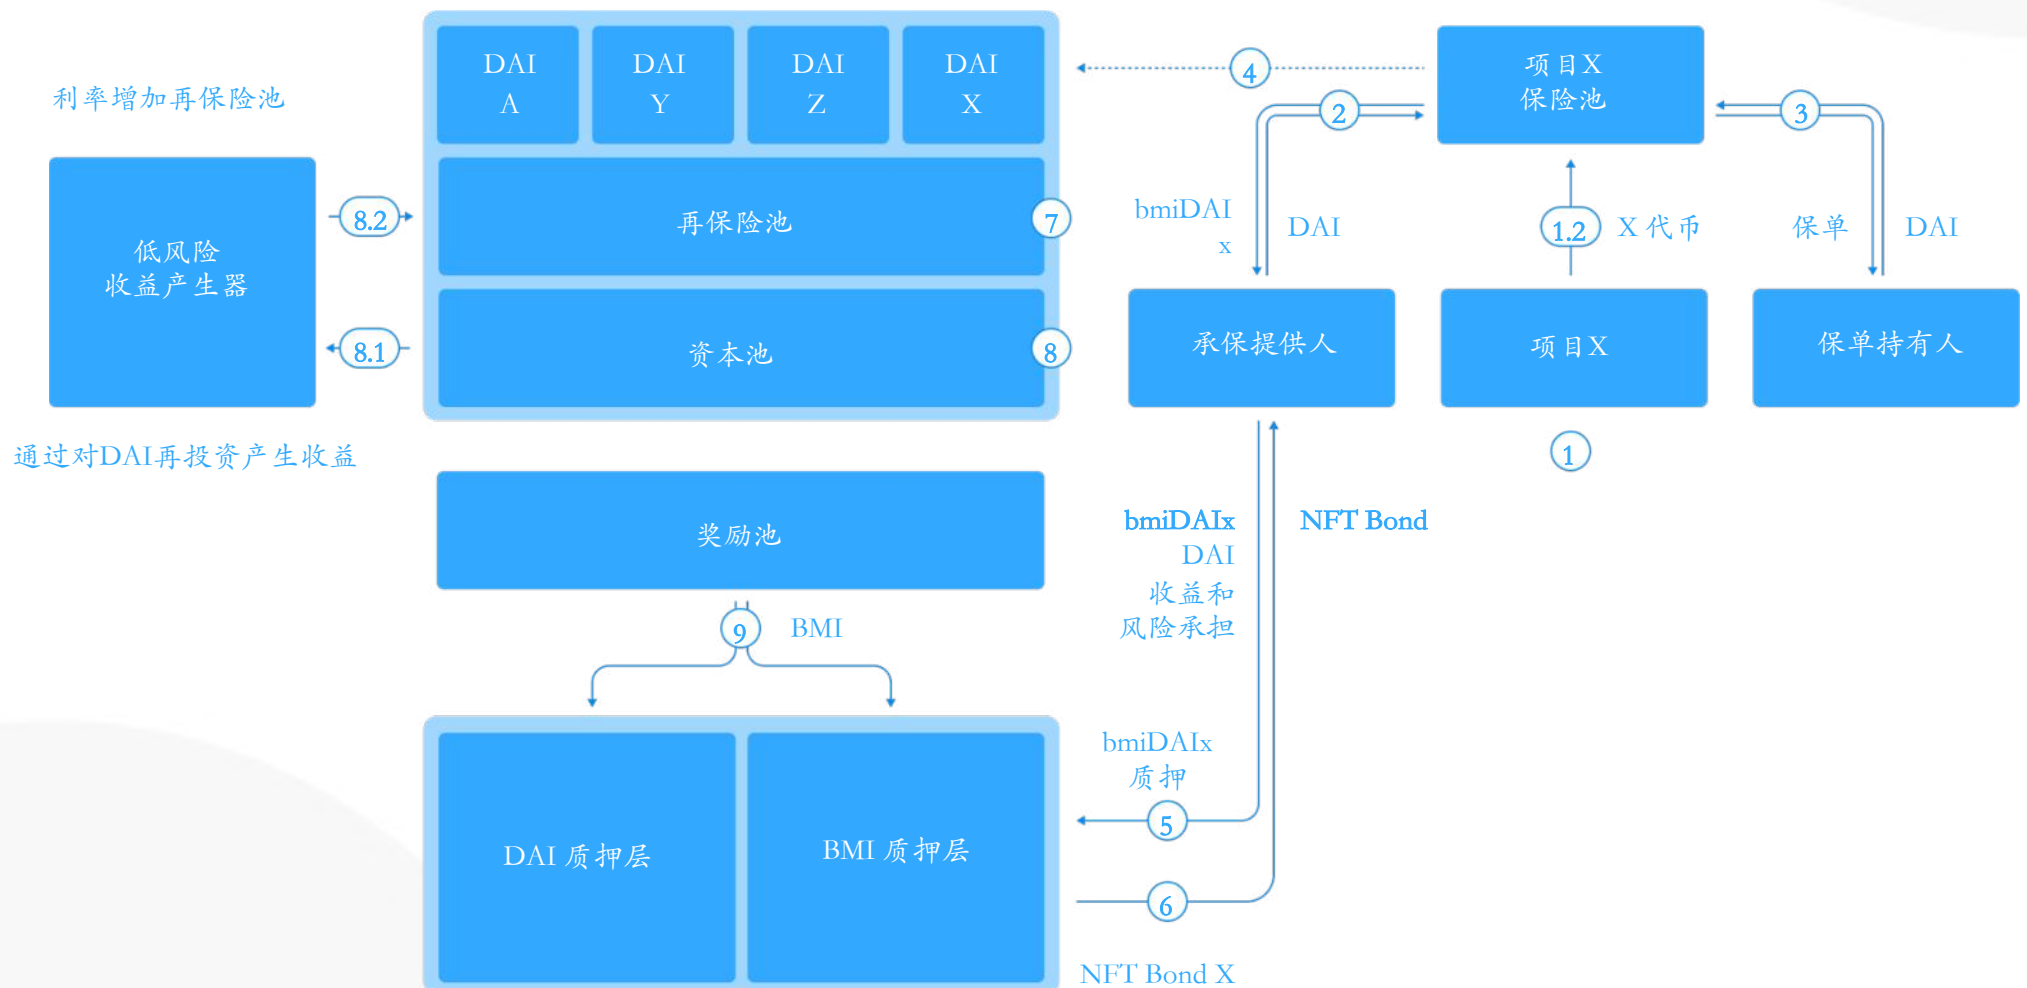 DAI
A
DAI
Y
DAI
Z
DAI
X
4
项目X
保险池
利率增加再保险池
2
3
低风险
收益产生器
8.2
再保险池
7
bmiDAI
x
DAI
1.2
X 代币
保单
DAI
8.1
资本池
8
承保提供人
项目X
保单持有人
通过对DAI再投资产生收益
1
奖励池
bmiDAIx
DAI
收益和
风险承担
NFT Bond
9
BMI
DAI 质押层
BMI 质押层
bmiDAIx
质押
5
6
NFT Bond X